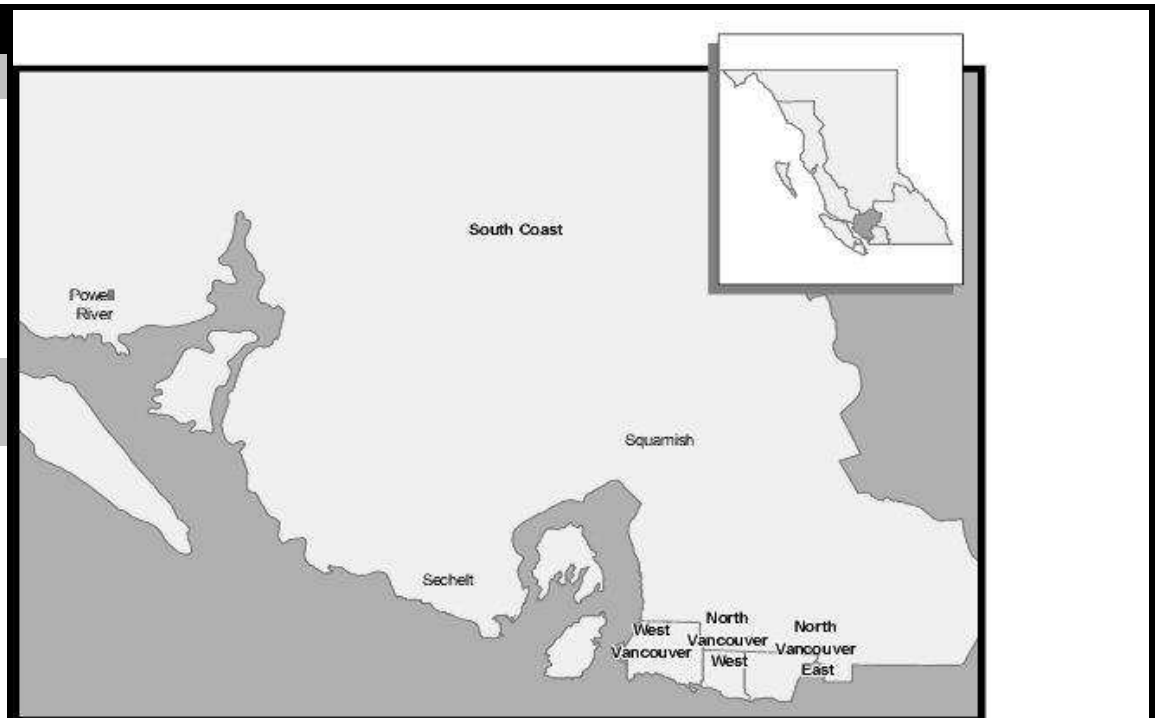 South Coast
Powell
River
Squamish
Sechelt
West
Vancouver
North
Vancouver
West
North
Vancouver
East